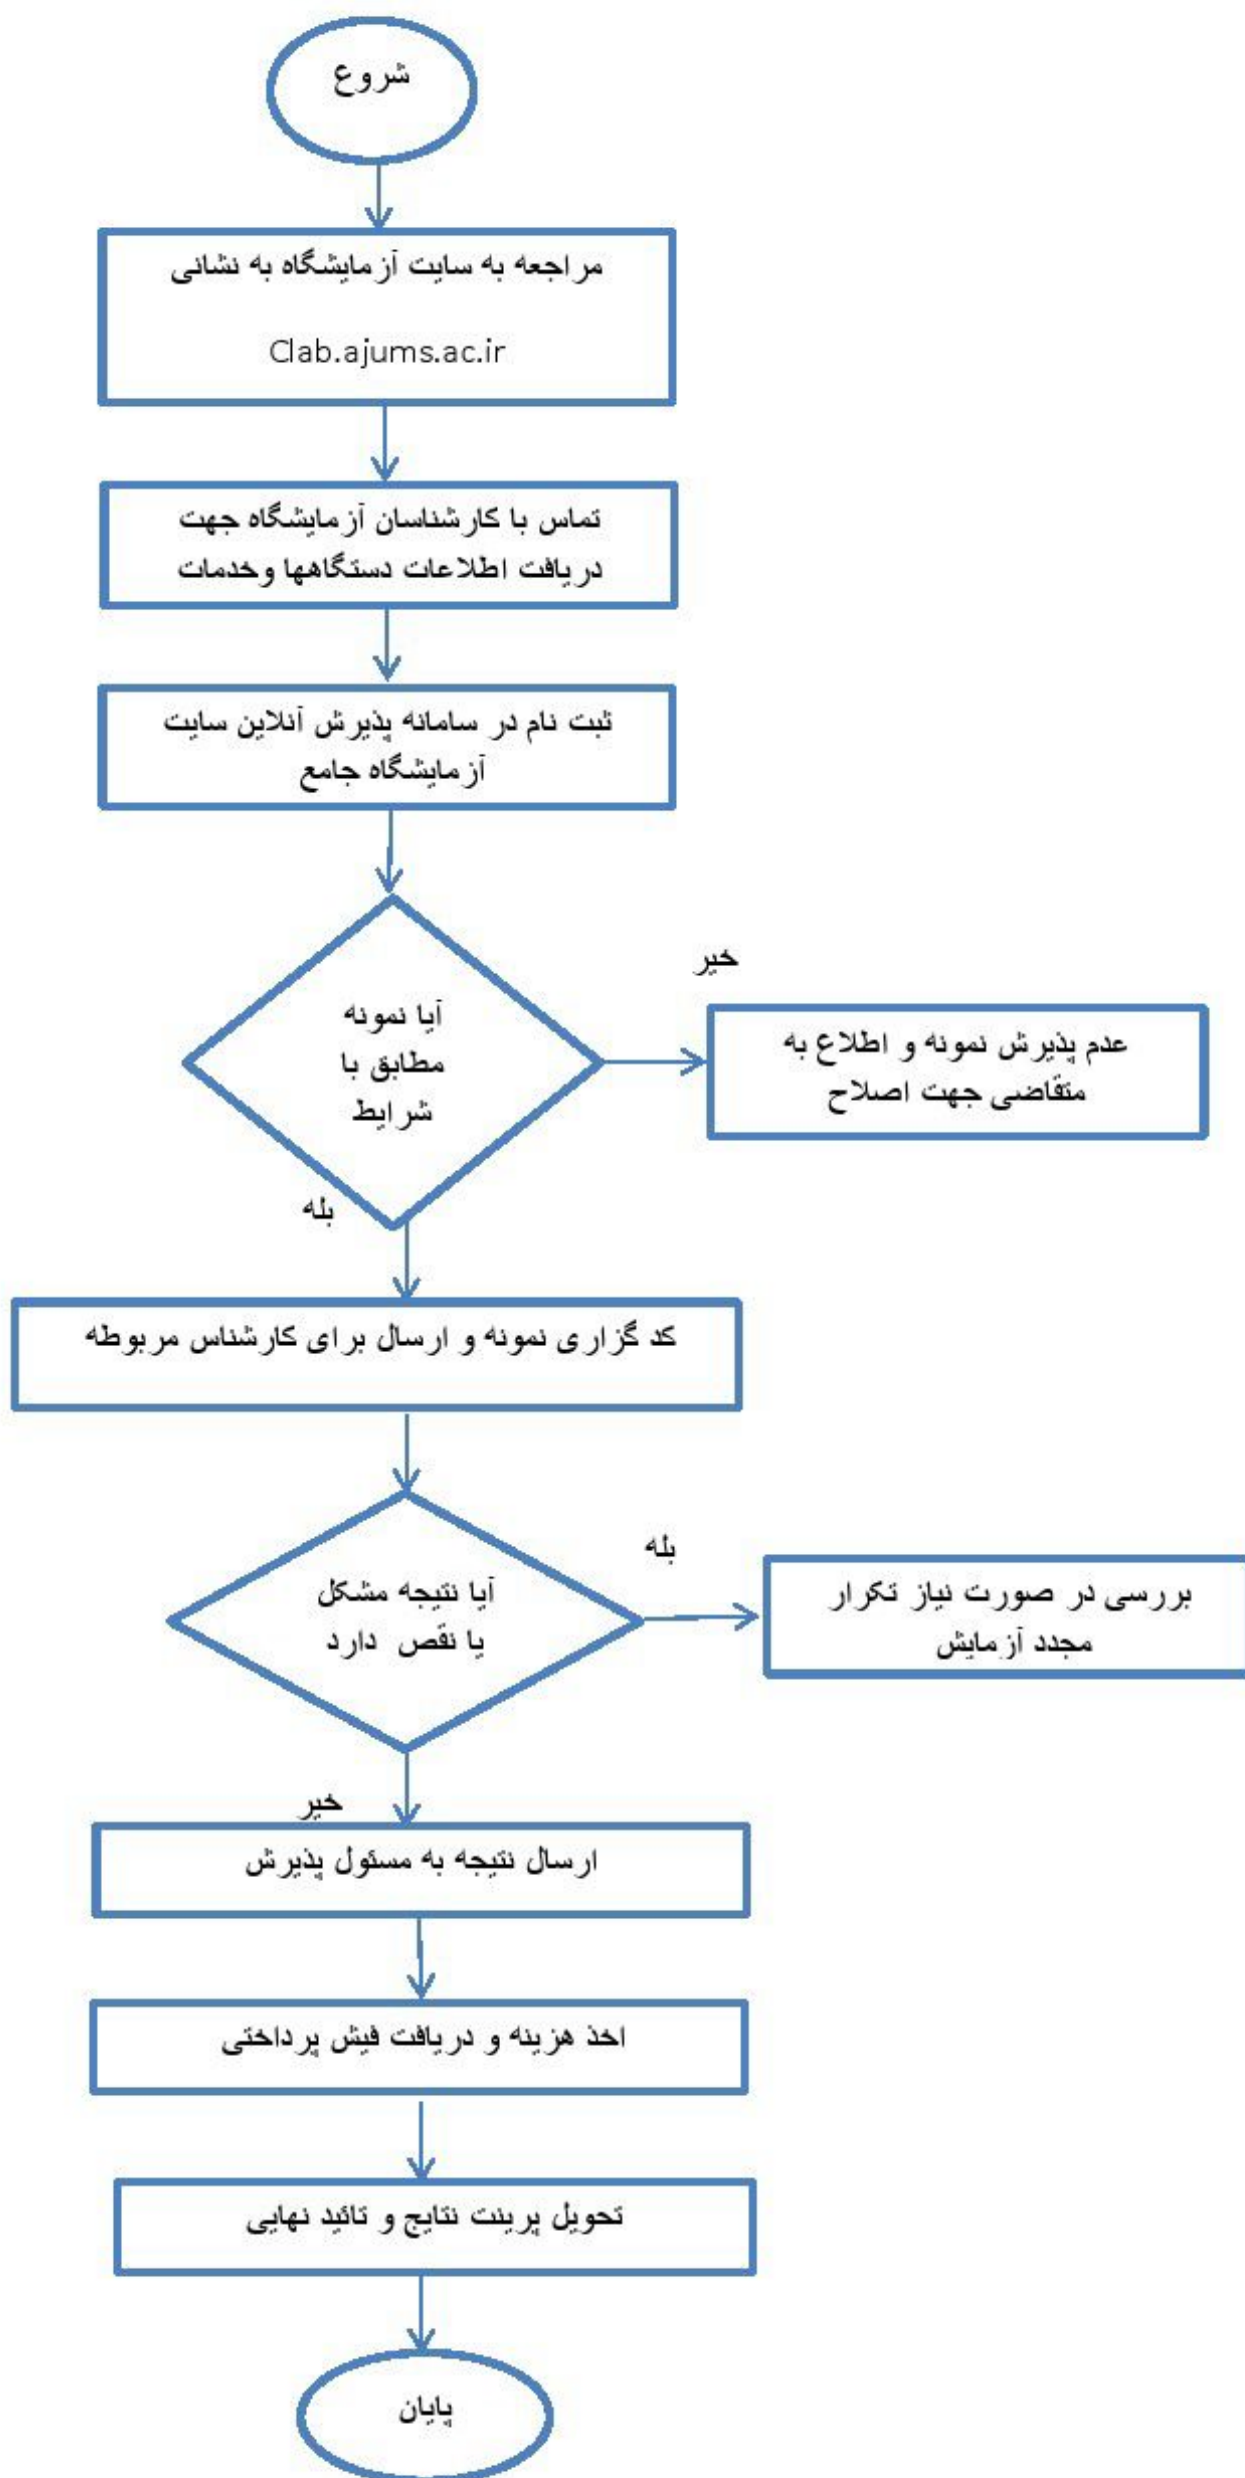 شروع
مراجعه به سایت آزمایشگاه به نشانی
Clab.ajums.ac.ir
تماس با کارشناسان آزمایشگاه جهت
دریافت اطلاعات دستگاهها وخدمات
ثبت نام در سامانه پذیرش آنلاین سایت
آزمایشگاه جامع
آیا نمونه
مطابق با
شرایط
خیر
عدم پذیرش نمونه و اطلاع به
متقاضی جهت اصلاح
بله
کد گزاری نمونه و ارسال برای کارشناس مربوطه
آیا نتیجه مشکل
یا نقص دارد
بله
بررسی در صورت نیاز تکرار
مجدد آزمایش
خیر
ارسال نتیجه به مسئول پذیرش
اخذ هزینه و دریافت فیش پرداختی
تحویل پرینت نتایج و تائید نهایی
پایان